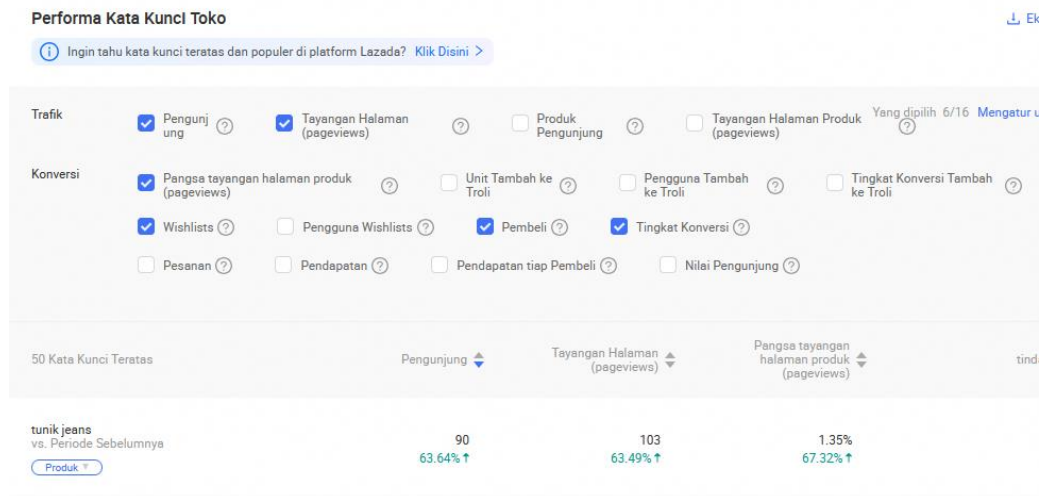 Performa Kata Kunci Toko
Ek
Ingin tahu kata kunci teratas dan populer di platform Lazada? Klik Disini >
Trafik
Pengunj
ung
Tayangan Halaman
(pageviews)
Produk
Pengunjung
Tayangan Halaman Produk
(pageviews)
Yang dipilih 6/16 Mengatur u
Konversi
Pangsa tayangan halaman produk
(pageviews)
Unit Tambah ke
Troli
Pengguna Tambah
ke Troli
Tingkat Konversi Tambah
ke Troli
Wishlists
Pengguna Wishlists
Pembeli
Tingkat Konversi
Pesanan
Pendapatan
Pendapatan tiap Pembeli
Nilai Pengunjung
50 Kata Kunci Teratas
Pengunjung
Tayangan Halaman
(pageviews)
Pangsa tayangan
halaman produk
(pageviews)
tind
tunik jeans
vs. Periode Sebelumnya
Produk
90
63.64%↑
103
63.49%↑
1.35%
67.32%↑